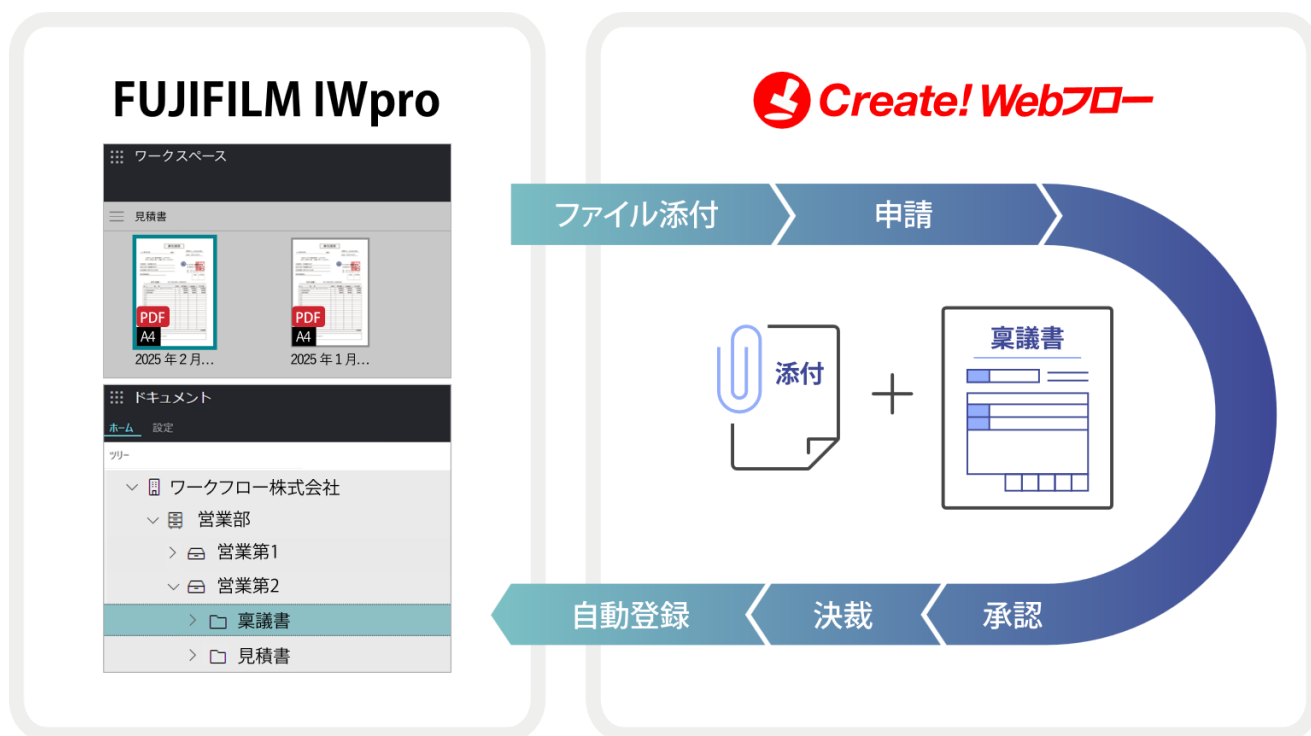 FUJIFILM IWpro
ワークスペース
見積書
PDF
A4
2025年2月...
PDF
A4
2025年1月...
ドキュメント
ホーム 設定
ツリー
ワークフロー株式会社
営業部
営業第1
営業第2
稟議書
見積書
Create! Webフロー
ファイル添付
申請
添付
稟議書
承認
決裁
自動登録